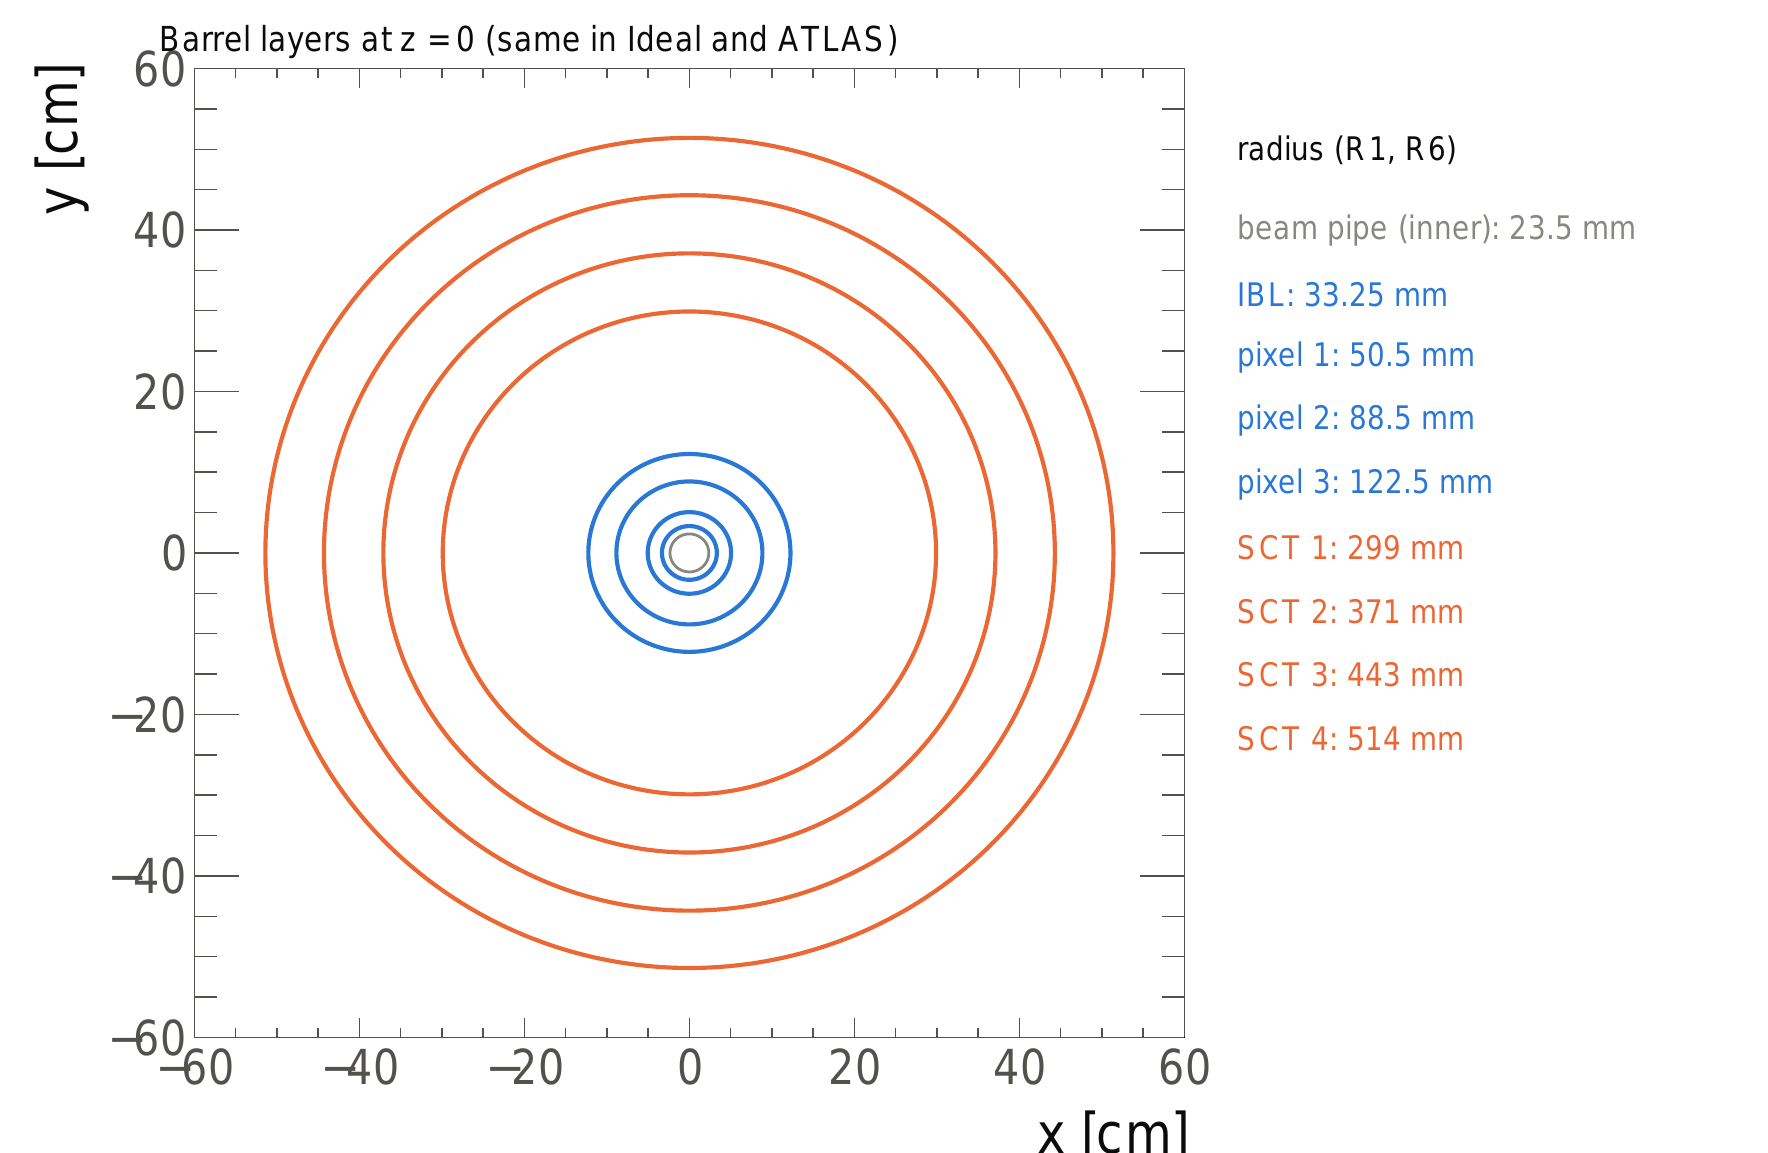 Barrel layers at z = 0 (same in Ideal and ATLAS)
y [cm]
60
40
20
0
−20
−40
−60
−60 −40 −20 0 20 40 60
x [cm]
radius (R1, R6)
beam pipe (inner): 23.5 mm
IBL: 33.25 mm
pixel 1: 50.5 mm
pixel 2: 88.5 mm
pixel 3: 122.5 mm
SCT 1: 299 mm
SCT 2: 371 mm
SCT 3: 443 mm
SCT 4: 514 mm